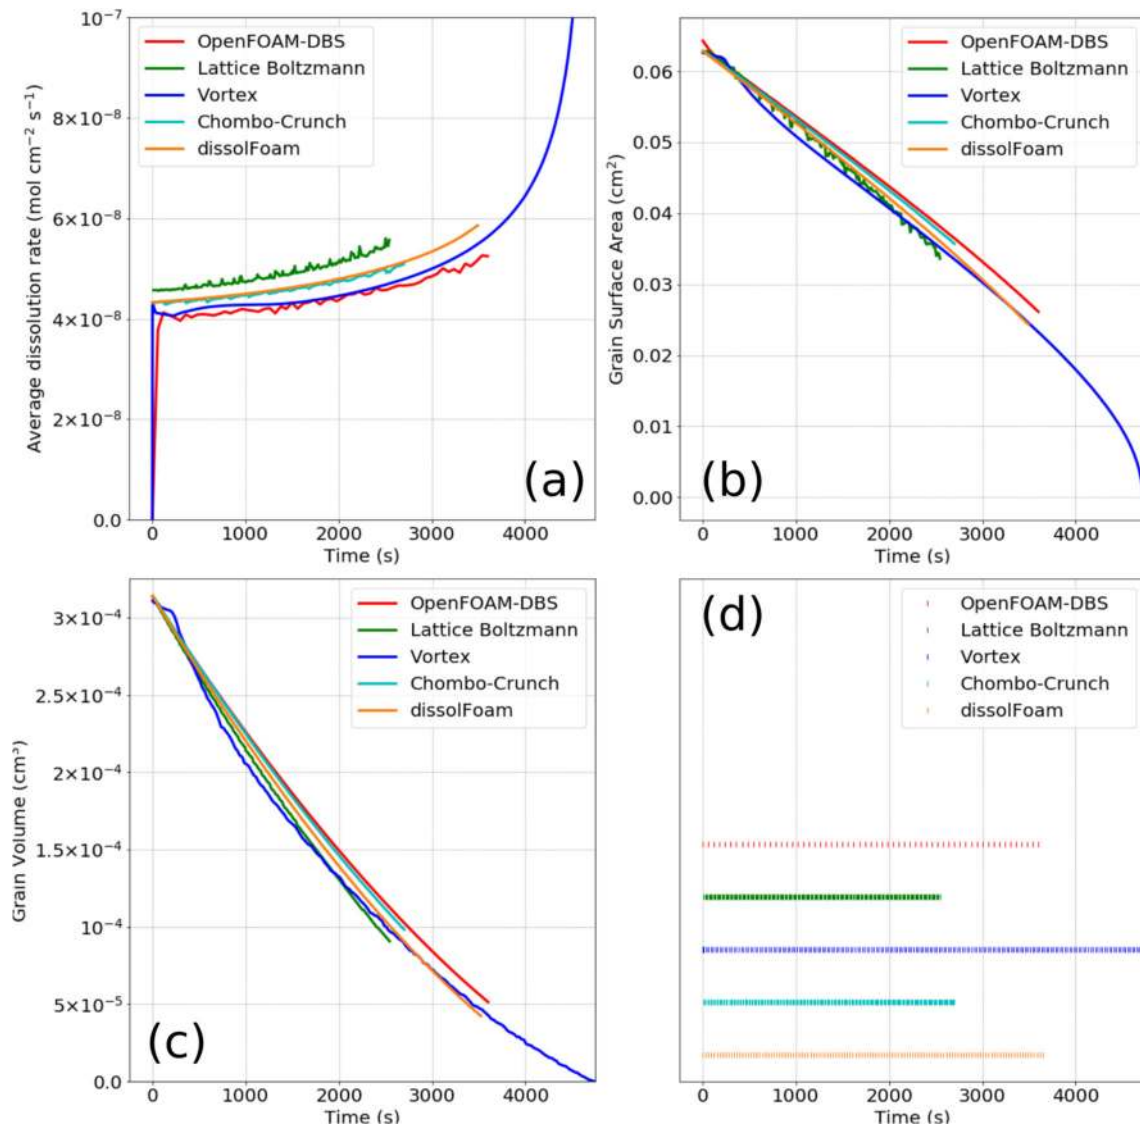 10⁻⁷
8×10⁻⁸
6×10⁻⁸
4×10⁻⁸
2×10⁻⁸
0.0
Average dissolution rate (mol cm⁻² s⁻¹)
OpenFOAM-DBS
Lattice Boltzmann
Vortex
Chombo-Crunch
dissolFoam
(a)
0 1000 2000 3000 4000
Time (s)
0.06
0.05
0.04
0.03
0.02
0.01
0.00
Grain Surface Area (cm²)
OpenFOAM-DBS
Lattice Boltzmann
Vortex
Chombo-Crunch
dissolFoam
(b)
0 1000 2000 3000 4000
Time (s)
3×10⁻⁴
2.5×10⁻⁴
2×10⁻⁴
1.5×10⁻⁴
10⁻⁴
5×10⁻⁵
0.0
Grain Volume (cm³)
OpenFOAM-DBS
Lattice Boltzmann
Vortex
Chombo-Crunch
dissolFoam
(c)
0 1000 2000 3000 4000
Time (s)
(d)
OpenFOAM-DBS
Lattice Boltzmann
Vortex
Chombo-Crunch
dissolFoam
0 1000 2000 3000 4000
Time (s)